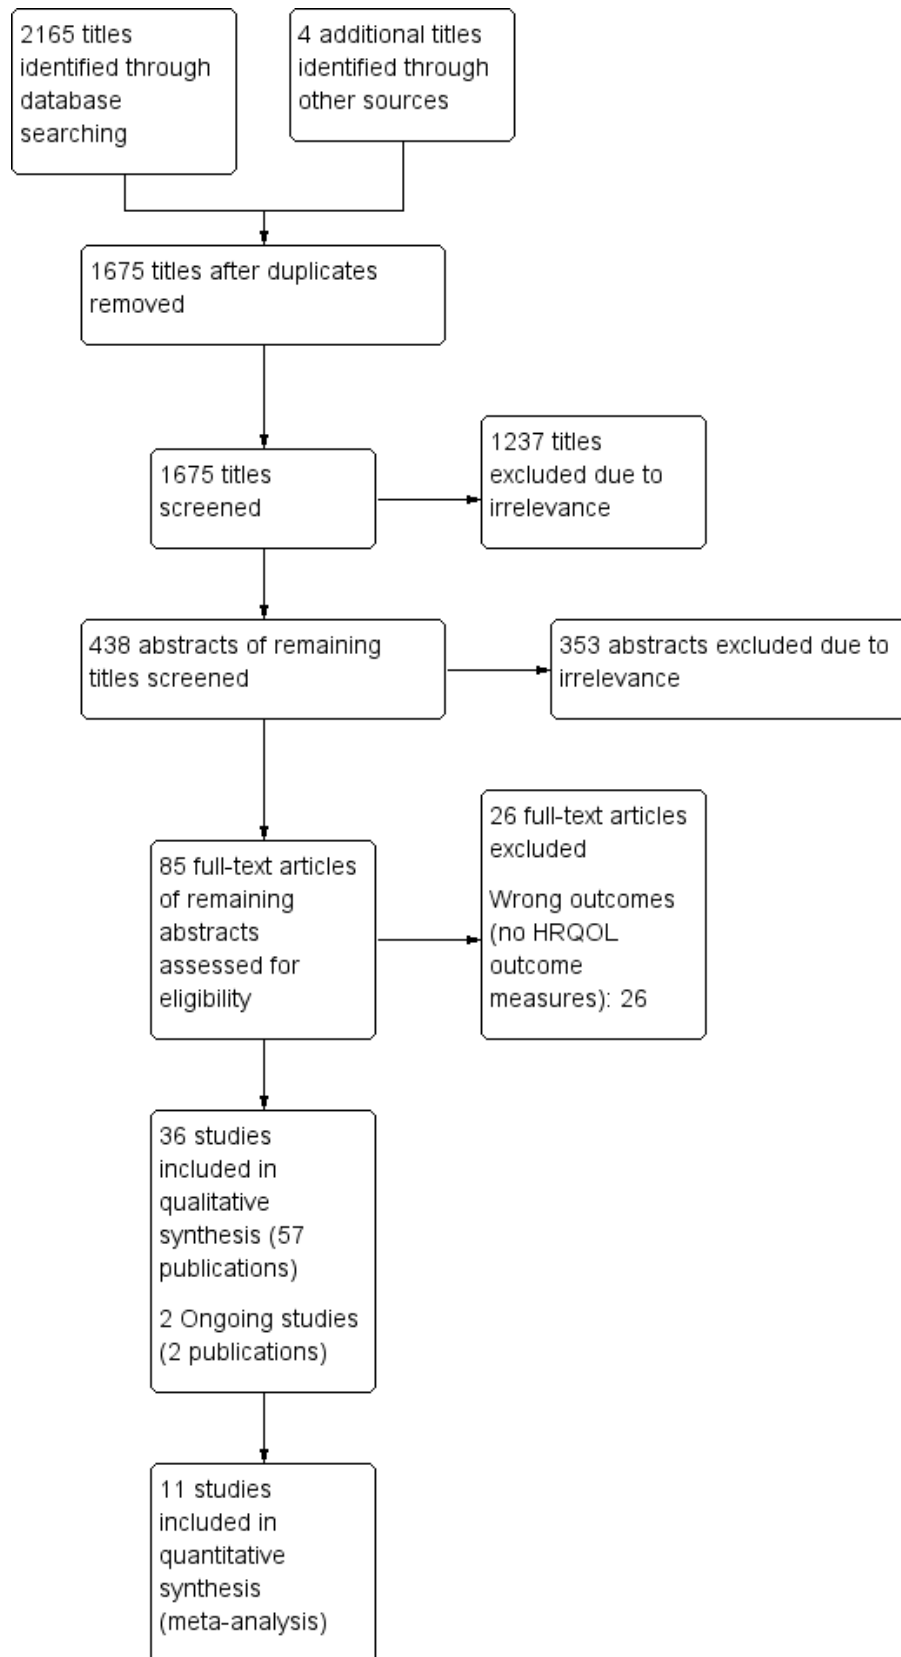 2165 titles
identified through
database
searching
4 additional titles
identified through
other sources
1675 titles after duplicates
removed
1675 titles
screened
1237 titles
excluded due to
irrelevance
438 abstracts of remaining
titles screened
353 abstracts excluded due to
irrelevance
85 full-text articles
of remaining
abstracts
assessed for
eligibility
26 full-text articles
excluded
Wrong outcomes
(no HRQOL
outcome
measures): 26
36 studies
included in
qualitative
synthesis (57
publications)
2 Ongoing studies
(2 publications)
11 studies
included in
quantitative
synthesis
(meta-analysis)